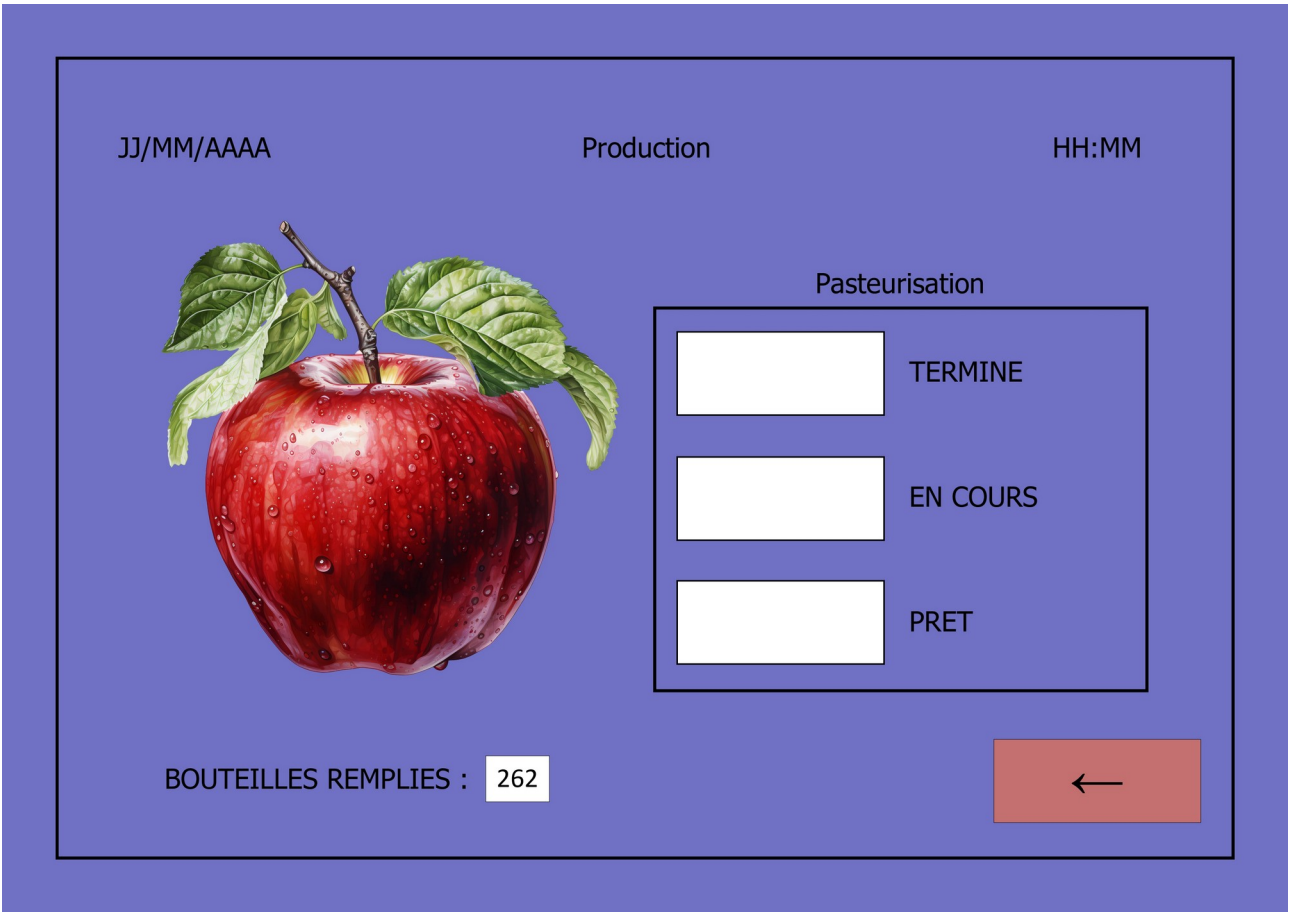 JJ/MM/AAAA Production HH:MM
Pasteurisation
TERMINE
EN COURS
PRET
BOUTEILLES REMPLIES : 262
←